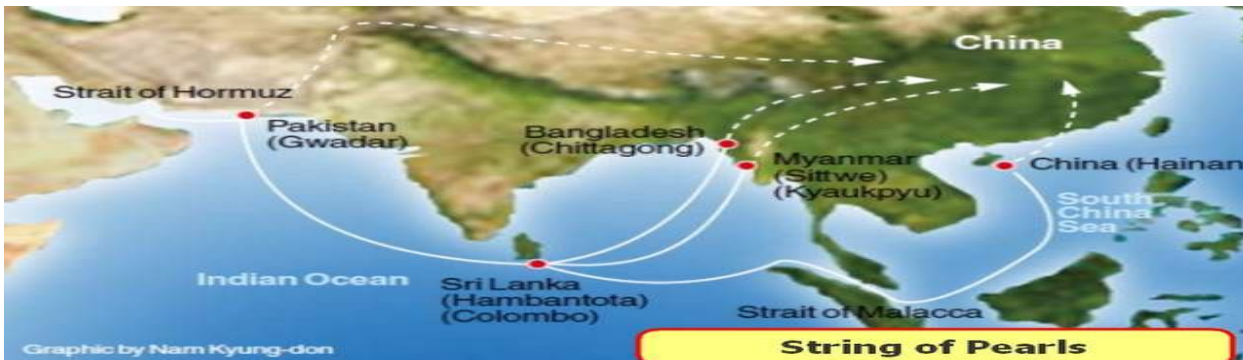 China
Strait of Hormuz
Pakistan
(Gwadar)
Bangladesh
(Chittagong)
Myanmar
(Sittwe)
(Kyaukpyu)
China (Hainan
South
China
Sea
Indian Ocean
Sri Lanka
(Hambantota)
(Colombo)
Strait of Malacca
Graphic by Nam Kyung-don
String of Pearls